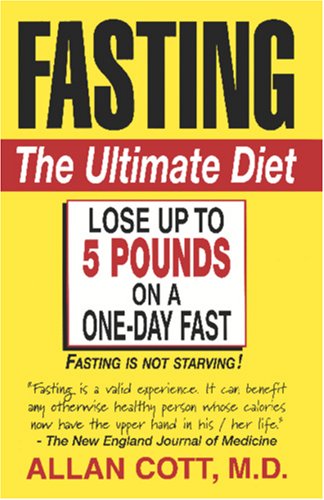 FASTING
The Ultimate Diet
LOSE UP TO
5 POUNDS
ON A
ONE-DAY FAST
FASTING IS NOT STARVING!
"Fasting is a valid experience. It can benefit
any otherwise healthy person whose calories
now have the upper hand in his / her life."
- The New England Journal of Medicine
ALLAN COTT, M.D.